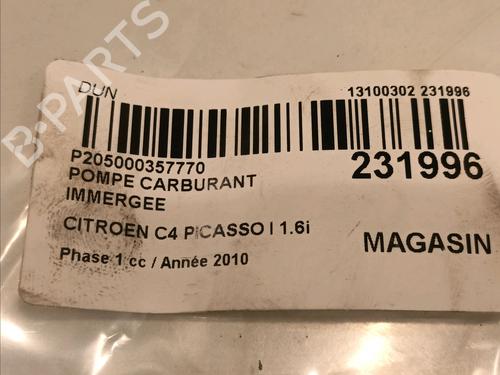 DUN
13100302 231996
P205000357770
231996
POMPE CARBURANT
IMMERGEE
CITROEN C4 PICASSO I 1.6i
MAGASIN
Phase 1 cc / Année 2010
B-PARTS